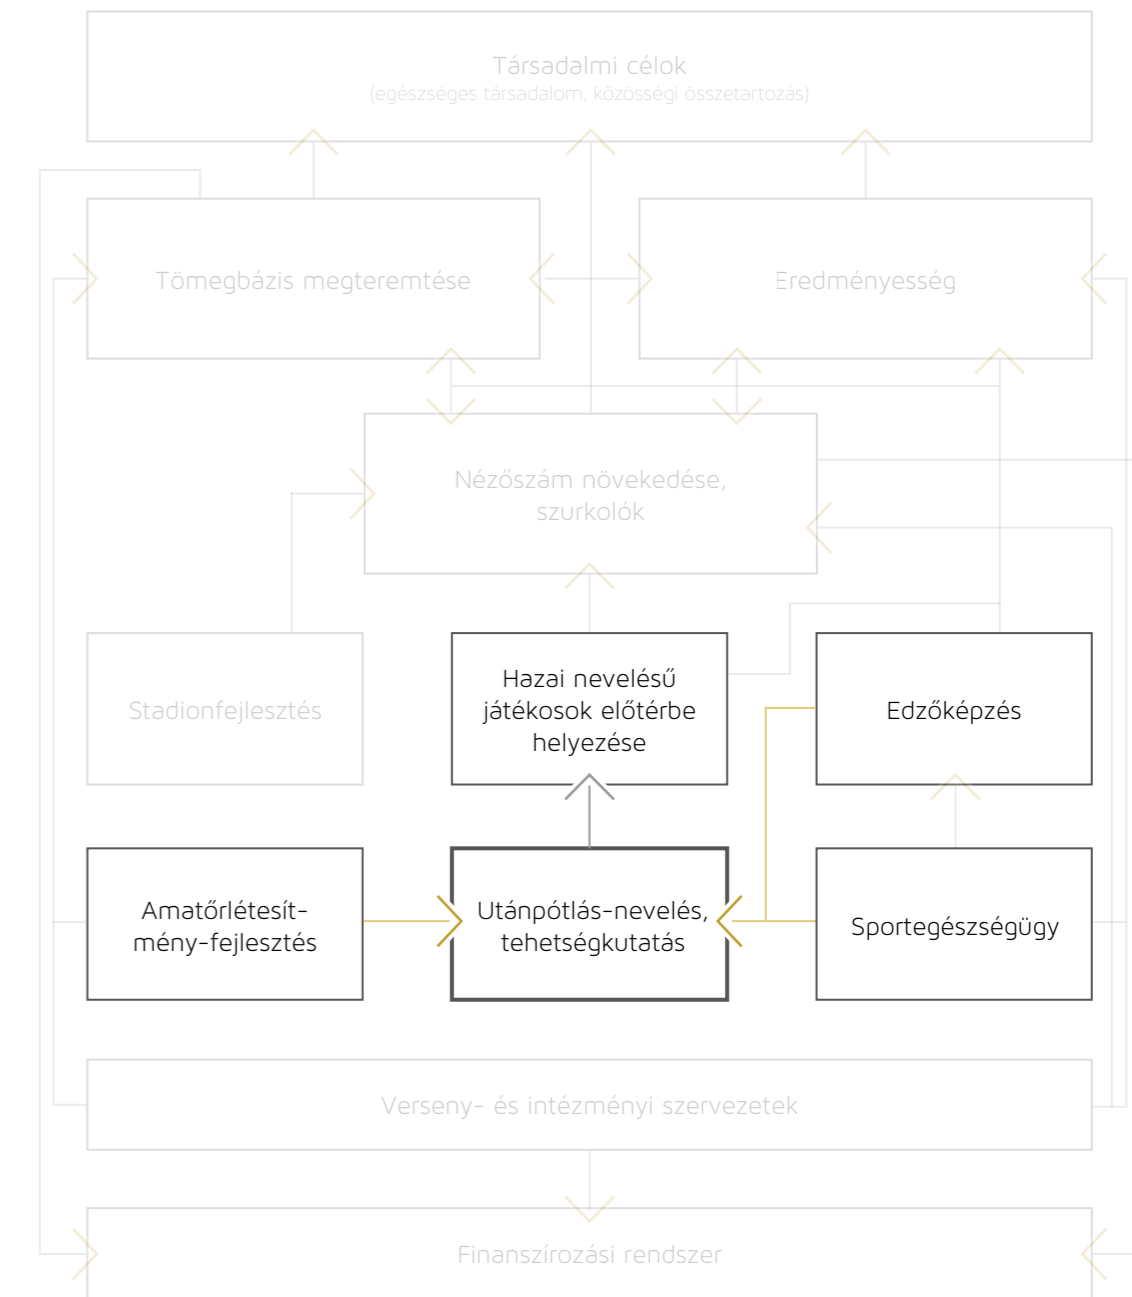 Társadalmi célok
(egészséges társadalom, közösségi összetartozás)
Tömegbázis megteremtése
Eredményesség
Nézőszám növekedése,
szurkolók
Stadionfejlesztés
Hazai nevelésű
játékosok előtérbe
helyezése
Edzőképzés
Amatőrlétesít-
mény-fejlesztés
Utánpótlás-nevelés,
tehetségkutatás
Sportegészségügy
Verseny- és intézményi szervezetek
Finanszírozási rendszer